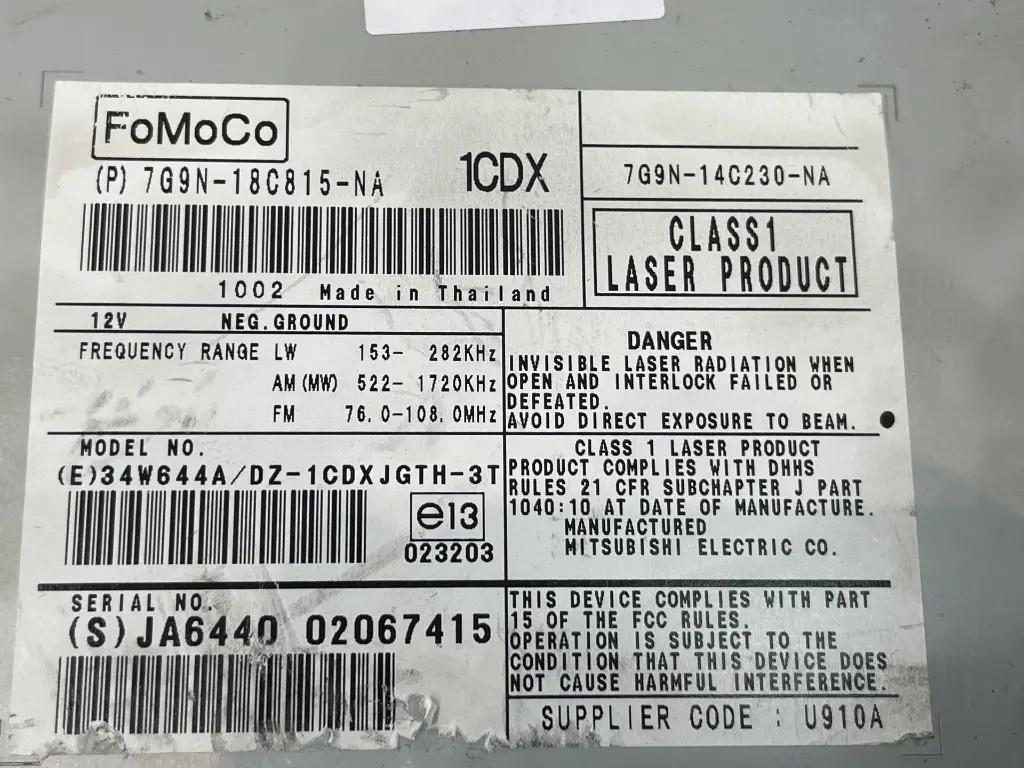 FoMoCo
(P) 7G9N-18C815-NA
1CDX
1002 Made in Thailand
7G9N-14C230-NA
CLASS1
LASER PRODUCT
12V NEG.GROUND
FREQUENCY RANGE LW 153- 282KHz
AM(MW) 522- 1720KHz
FM 76.0-108.0MHz
DANGER
INVISIBLE LASER RADIATION WHEN
OPEN AND INTERLOCK FAILED OR
DEFEATED.
AVOID DIRECT EXPOSURE TO BEAM.
MODEL NO.
(E)34W644A/DZ-1CDXJGTH-3T
e13
023203
CLASS 1 LASER PRODUCT
PRODUCT COMPLIES WITH DHHS
RULES 21 CFR SUBCHAPTER J PART
1040:10 AT DATE OF MANUFACTURE.
MANUFACTURED
MITSUBISHI ELECTRIC CO.
SERIAL NO.
(S)JA6440 02067415
THIS DEVICE COMPLIES WITH PART
15 OF THE FCC RULES.
OPERATION IS SUBJECT TO THE
CONDITION THAT THIS DEVICE DOES
NOT CAUSE HARMFUL INTERFERENCE.
SUPPLIER CODE : U910A